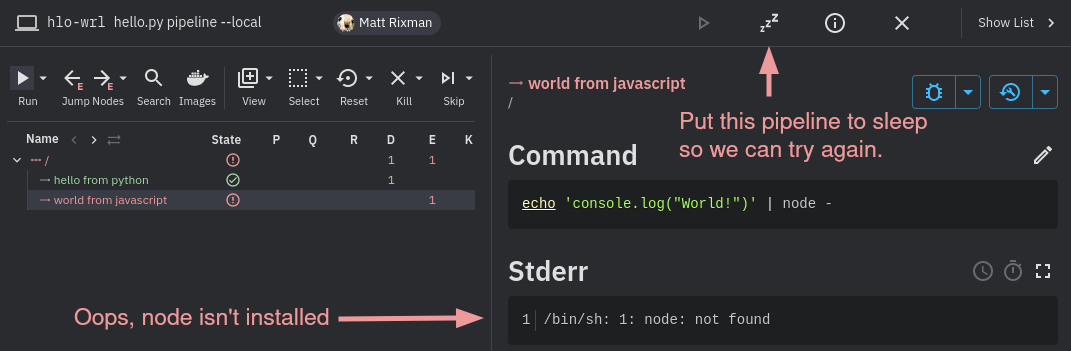 hlo-wrl hello.py pipeline --local
Matt Rixman
zzZ
Show List
Run
Jump Nodes
E
E
Search
Images
View
Select
Reset
Kill
Skip
Name
State
P
Q
R
D
E
K
/
1
1
hello from python
1
world from javascript
1
world from javascript
/
Put this pipeline to sleep
so we can try again.
Command
echo 'console.log("World!")' | node -
Stderr
Oops, node isn't installed
1 /bin/sh: 1: node: not found